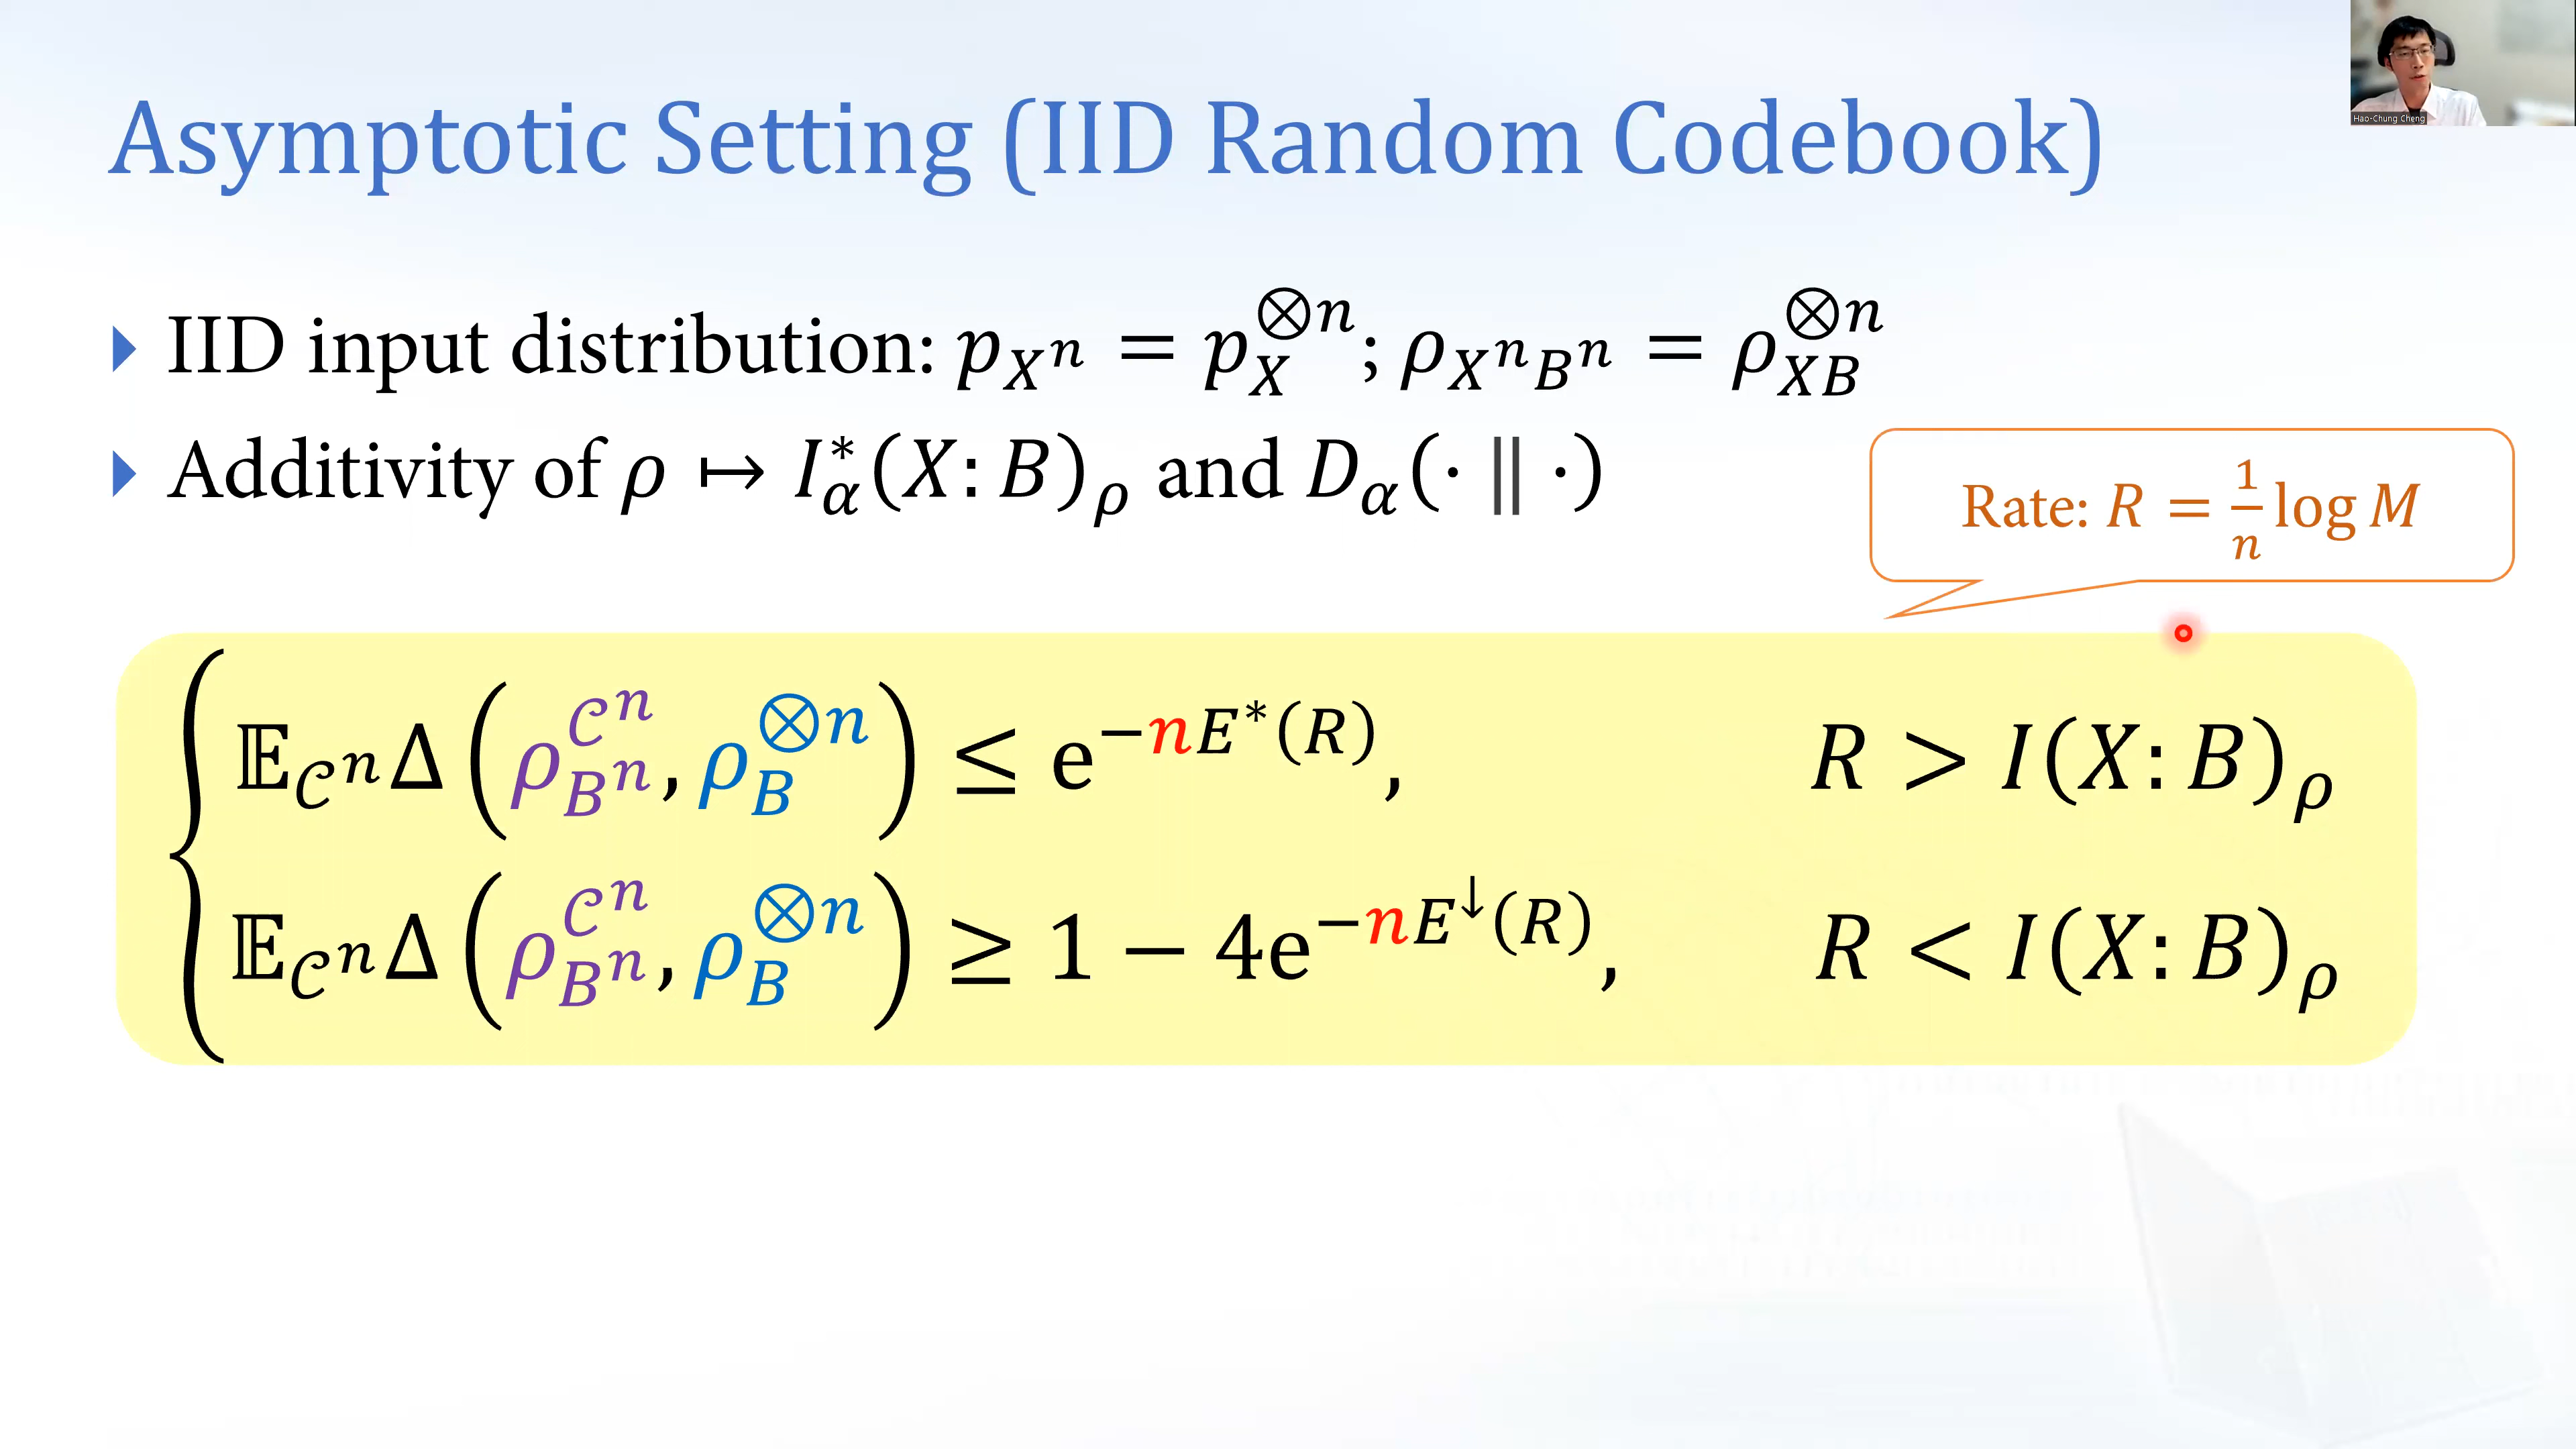 Asymptotic Setting (IID Random Codebook)
Hao-Chung Cheng
IID input distribution: p_{X^n} = p_X^{⊗n}; ρ_{X^n B^n} = ρ_{XB}^{⊗n}
Additivity of ρ ↦ I_α^*(X:B)_ρ and D_α(· ‖ ·)
Rate: R = \frac{1}{n} log M
𝔼_{𝒞^n} Δ(ρ_{B^n}^{𝒞^n}, ρ_B^{⊗n}) ≤ e^{−nE^*(R)}, R > I(X:B)_ρ
𝔼_{𝒞^n} Δ(ρ_{B^n}^{𝒞^n}, ρ_B^{⊗n}) ≥ 1 − 4e^{−nE^↓(R)}, R < I(X:B)_ρ